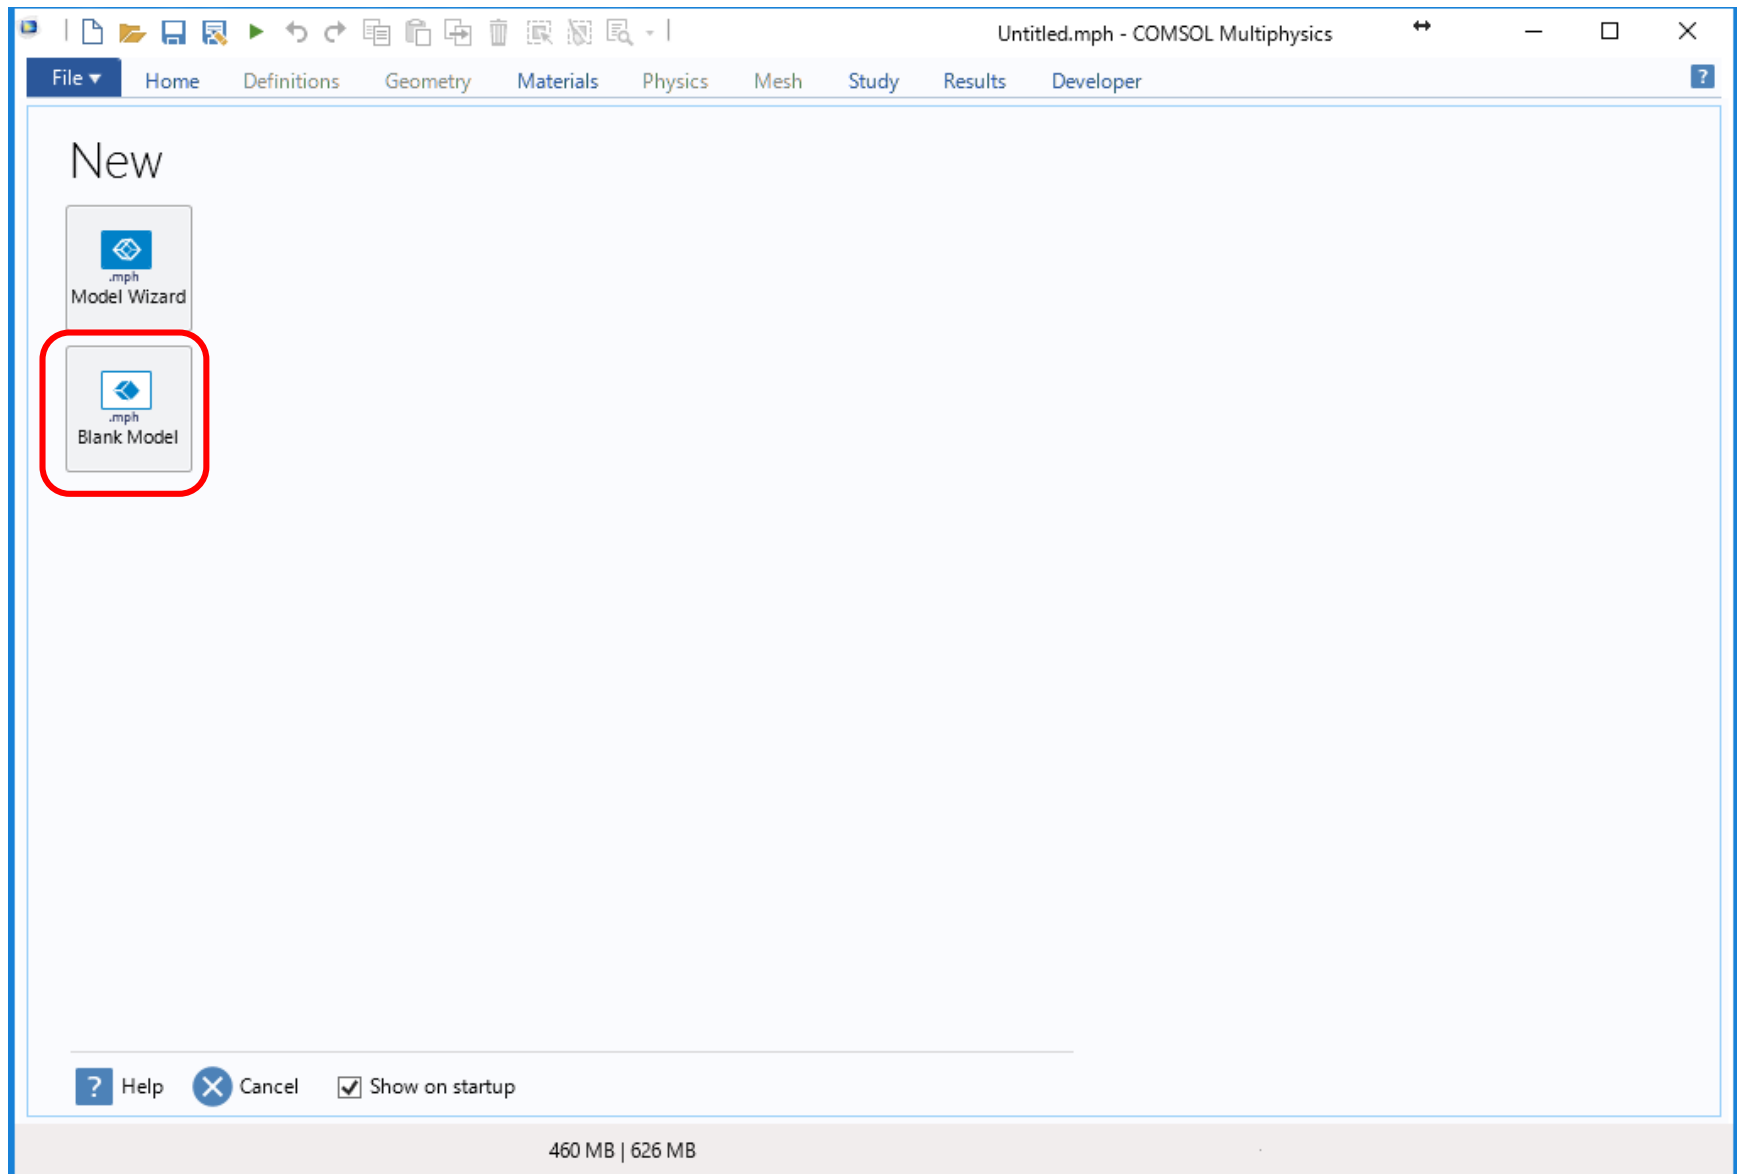 Untitled.mph - COMSOL Multiphysics
File Home Definitions Geometry Materials Physics Mesh Study Results Developer ?
New
.mph
Model Wizard
.mph
Blank Model
? Help Cancel Show on startup
460 MB | 626 MB